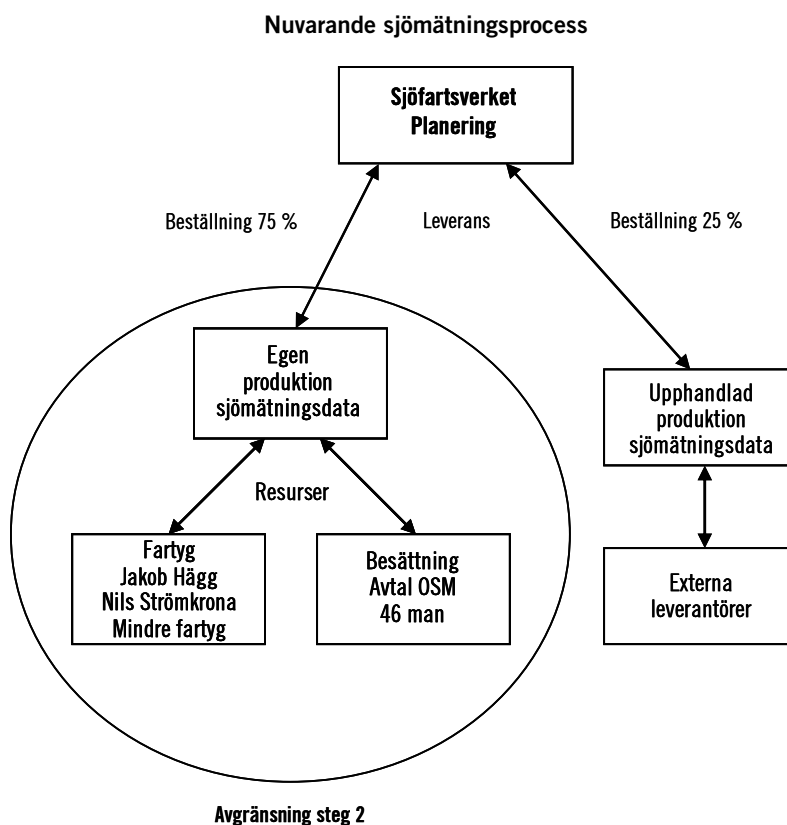 Nuvarande sjömätningsprocess
Sjöfartsverket
Planering
Beställning 75 %
Leverans
Beställning 25 %
Egen
produktion
sjömätningsdata
Upphandlad
produktion
sjömätningsdata
Resurser
Fartyg
Jakob Hägg
Nils Strömkrona
Mindre fartyg
Besättning
Avtal OSM
46 man
Externa
leverantörer
Avgränsning steg 2